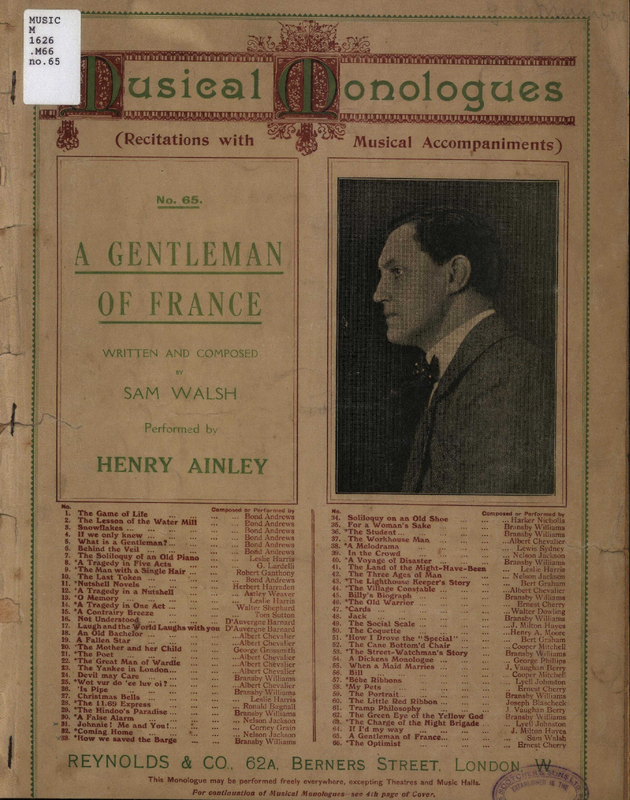 MUSIC
M
1626
.M66
no.65
Musical Monologues
(Recitations with Musical Accompaniments)
No. 65.
A GENTLEMAN
OF FRANCE
WRITTEN AND COMPOSED
BY
SAM WALSH
Performed by
HENRY AINLEY
No. Composed or Performed by
1. The Game of Life ... Bond Andrews
2. The Lesson of the Water Mill ... Bond Andrews
3. Snowflakes ... Bond Andrews
4. If we only knew ... Bond Andrews
5. What is a Gentleman? ... Bond Andrews
6. Behind the Veil ... Bond Andrews
7. The Soliloquy of an Old Piano ... Leslie Harris
8. *A Tragedy in Five Acts ... G. Lardelli
9. *The Man with a Single Hair ... Robert Ganthony
10. The Last Token ... Bond Andrews
11. *Nutshell Novels ... Herbert Harraden
12. *A Tragedy in a Nutshell ... Astley Weaver
13. *O Memory ... Leslie Harris
14. *A Tragedy in One Act ... Walter Shephard
15. *A Contrairy Breeze ... Tom Sutton
16. Not Understood ... D'Auvergne Barnard
17. Laugh and the World Laughs with you D'Auvergne Barnard
18. An Old Bachelor ... Albert Chevalier
19. A Fallen Star ... Albert Chevalier
20. *The Mother and her Child ... George Grossmith
21. *The Poet ... Albert Chevalier
22. *The Great Man of Wardle ... Albert Chevalier
23. The Yankee in London ... Albert Chevalier
24. Devil may Care ... Bransby Williams
25. *Wot vur do 'ee luv oi? ... Albert Chevalier
26. 'Is Pipe ... Bransby Williams
27. Christmas Bells ... Leslie Harris
28. *The 11.69 Express ... Ronald Bagnall
29. *The Hindoo's Paradise ... Bransby Williams
30. *A False Alarm ... Nelson Jackson
31. Johnnie! Me and You! ... Corney Grain
32. *Coming Home ... Nelson Jackson
33. *How we saved the Barge ... Bransby Williams
No. Composed or Performed by
34. Soliloquy on an Old Shoe ... Harker Nicholls
35. For a Woman's Sake ... Bransby Williams
36. *The Student ... Bransby Williams
37. The Workhouse Man ... Albert Chevalier
38. *A Melodrama ... Lewis Sydney
39. In the Crowd ... Nelson Jackson
40. *A Voyage of Disaster ... Bransby Williams
41. The Land of the Might-Have-Been ... Leslie Harris
42. The Three Ages of Man ... Nelson Jackson
43. *The Lighthouse Keeper's Story ... Bert Graham
44. *The Village Constable ... Albert Chevalier
45. Billy's Biograph ... Bransby Williams
46. *The Old Warrior ... Ernest Cherry
47. *Cards ... Walter Dowling
48. Jack ... Bransby Williams
49. The Social Scale ... J. Milton Hayes
50. The Coquette ... Henry A. Moore
51. *How I Drove the "Special" ... Bert Graham
52. The Cane Bottom'd Chair ... Cooper Mitchell
53. *The Street-Watchman's Story ... Bransby Williams
54. A Dickens Monologue ... George Phillips
55. When a Maid Marries ... J. Vaughan Berry
56. Bill ... Cooper Mitchell
57. *Bebe Ribbons ... Lyell Johnston
58. *My Pets ... Ernest Cherry
59. The Portrait ... Bransby Williams
60. The Little Red Ribbon ... Joseph Blascheck
61. Tramp Philosophy ... J. Vaughan Berry
62. The Green Eye of the Yellow God ... Bransby Williams
63. *The Charge of the Night Brigade ... Lyell Johnston
64. If I'd my way ... J. Milton Hayes
65. A Gentleman of France ... Sam Walsh
66. *The Optimist ... Ernest Cherry
REYNOLDS & CO., 62A, BERNERS STREET, LONDON, W.
This Monologue may be performed freely everywhere, excepting Theatres and Music Halls.
For continuation of Musical Monologues see 4th page of Cover.
ESTABLISHED IN THE